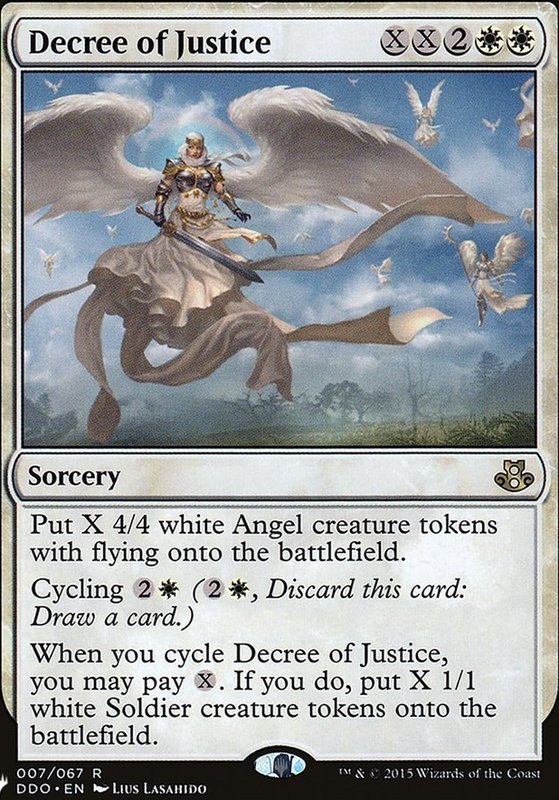 Decree of Justice XX2
Sorcery
Put X 4/4 white Angel creature tokens
with flying onto the battlefield.
Cycling 2 (2, Discard this card:
Draw a card.)
When you cycle Decree of Justice,
you may pay X. If you do, put X 1/1
white Soldier creature tokens onto the
battlefield.
007/067 R
DDO • EN Lius Lasahido
™ & © 2015 Wizards of the Coast